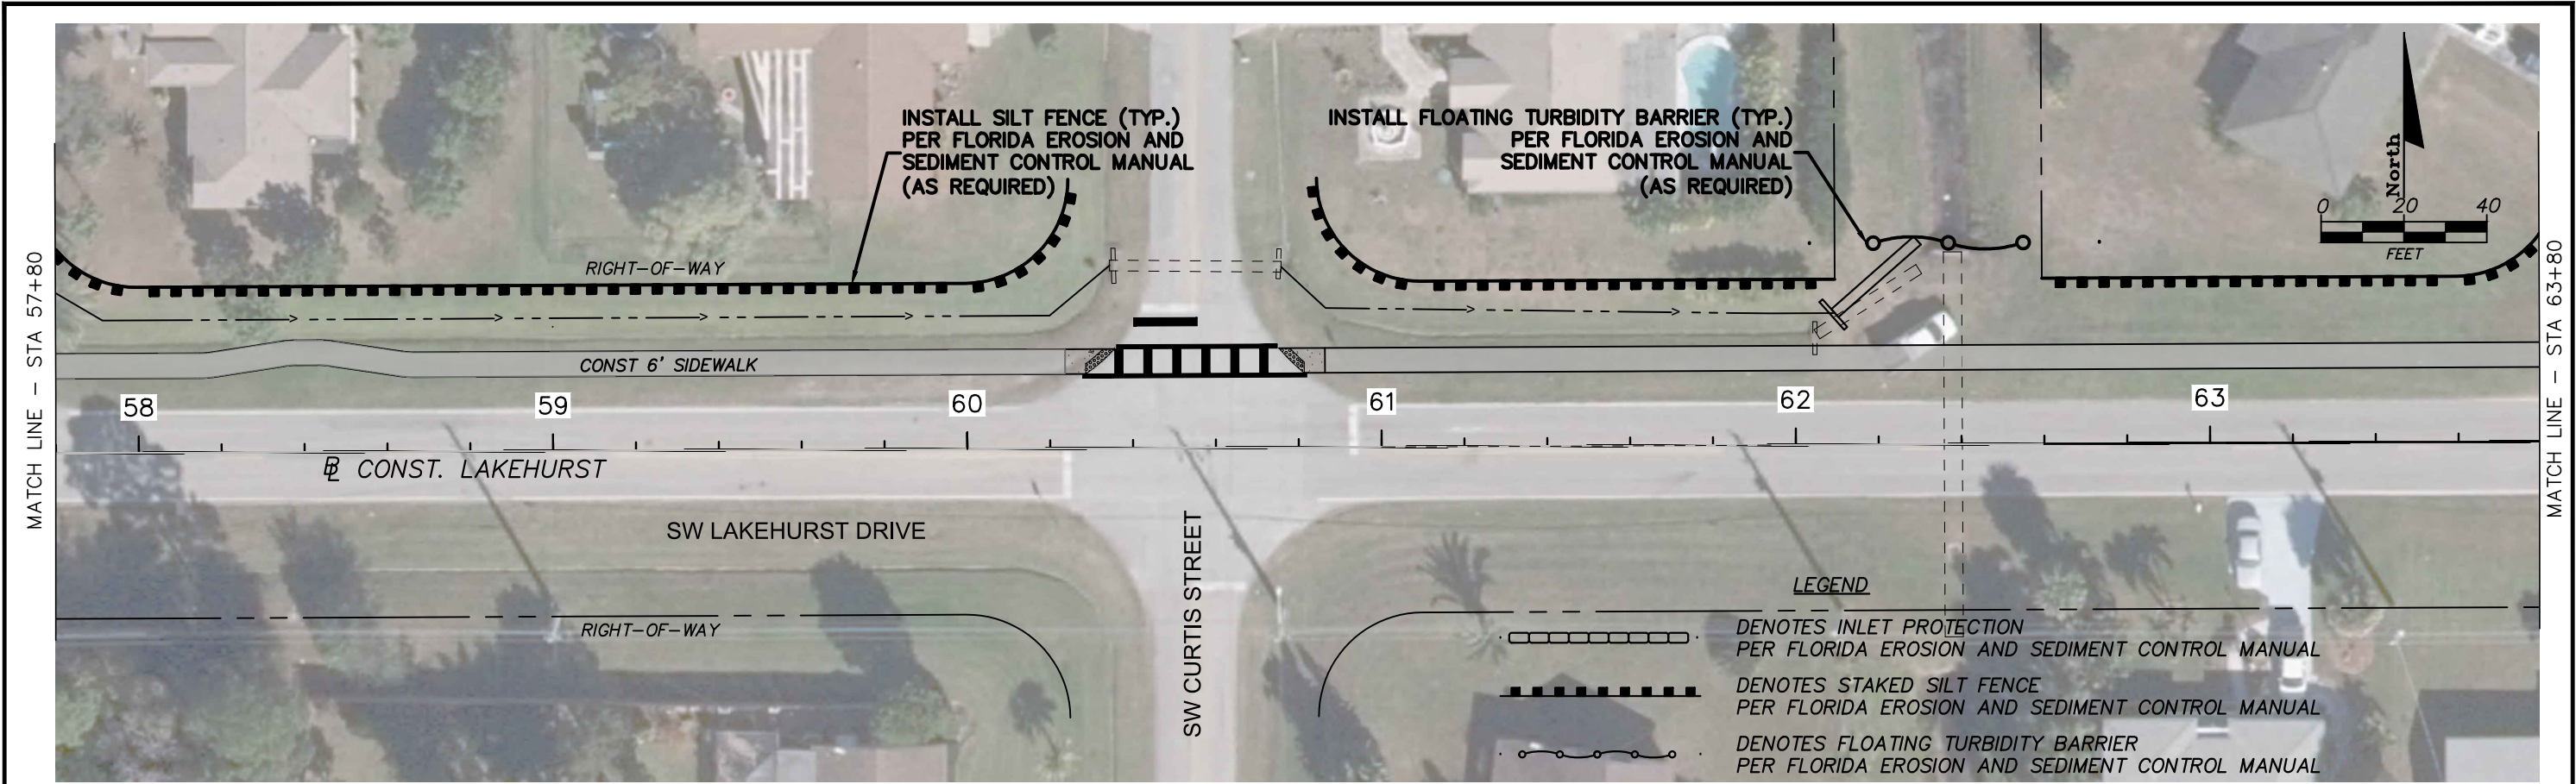 INSTALL SILT FENCE (TYP.)
PER FLORIDA EROSION AND
SEDIMENT CONTROL MANUAL
(AS REQUIRED)
INSTALL FLOATING TURBIDITY BARRIER (TYP.)
PER FLORIDA EROSION AND
SEDIMENT CONTROL MANUAL
(AS REQUIRED)
North
0 20 40
FEET
MATCH LINE - STA 57+80
MATCH LINE - STA 63+80
RIGHT-OF-WAY
CONST 6' SIDEWALK
58 59 60 61 62 63
BL CONST. LAKEHURST
SW LAKEHURST DRIVE
SW CURTIS STREET
RIGHT-OF-WAY
LEGEND
DENOTES INLET PROTECTION
PER FLORIDA EROSION AND SEDIMENT CONTROL MANUAL
DENOTES STAKED SILT FENCE
PER FLORIDA EROSION AND SEDIMENT CONTROL MANUAL
DENOTES FLOATING TURBIDITY BARRIER
PER FLORIDA EROSION AND SEDIMENT CONTROL MANUAL